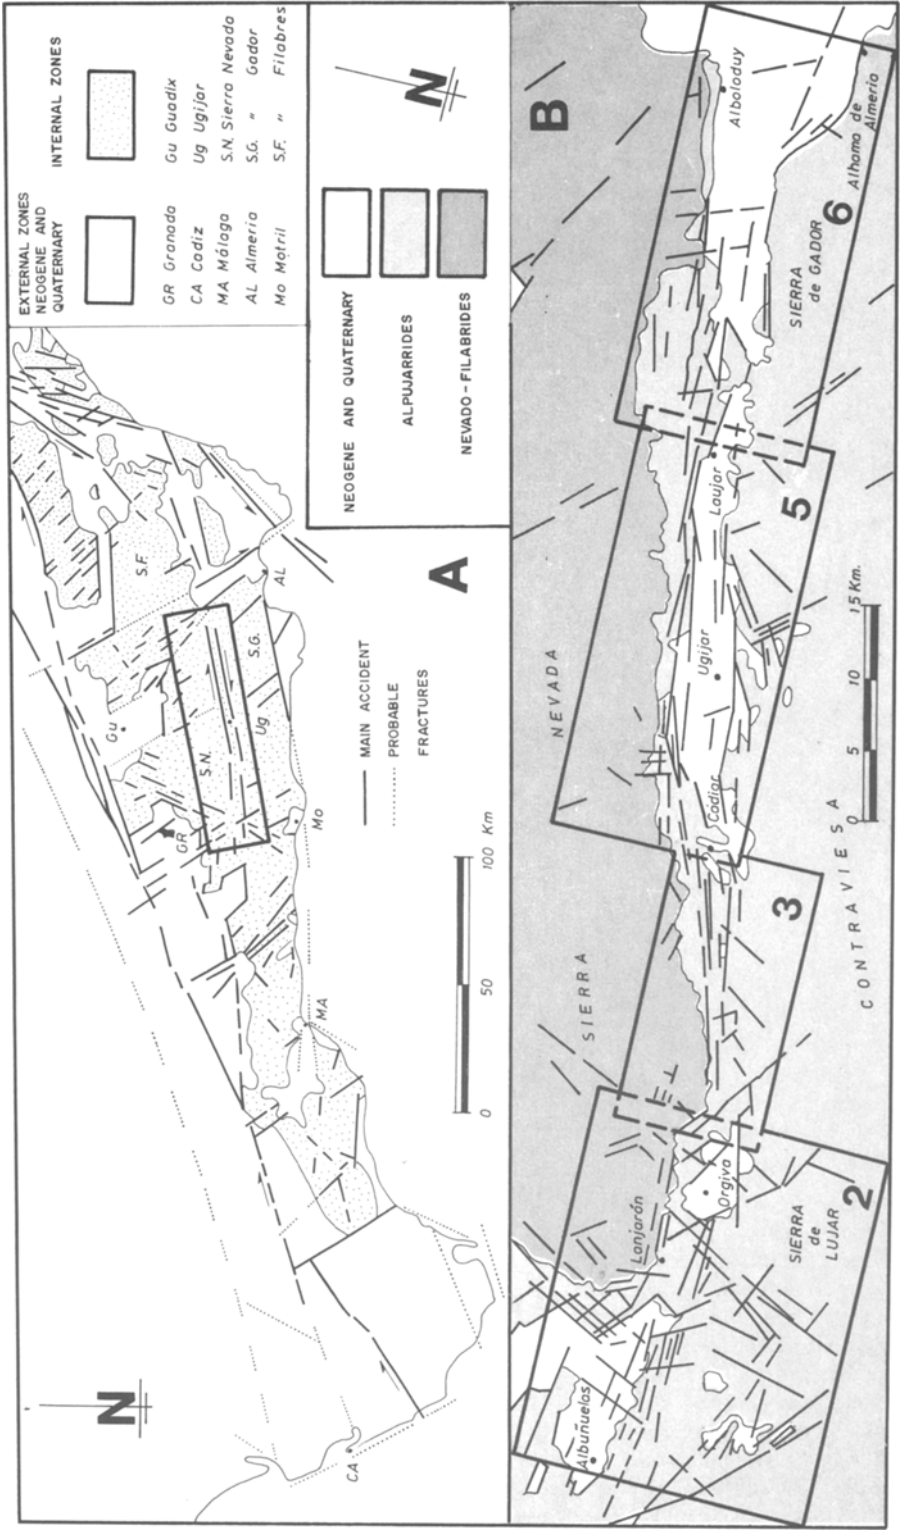 EXTERNAL ZONES
NEOGENE AND
QUATERNARY
INTERNAL ZONES
GR Granada
CA Cadiz
MA Málaga
AL Almeria
Mo Motril
Gu Guadix
Ug Ugijar
S.N. Sierra Nevada
S.G. " Gador
S.F. " Filabres
N
NEOGENE AND QUATERNARY
ALPUJARRIDES
NEVADO-FILABRIDES
N
A
S.F.
Gu
S.N.
S.G.
Ug
AL
GR
Mo
MA
CA
MAIN ACCIDENT
PROBABLE
FRACTURES
0 50 100 Km
B
SIERRA NEVADA
Alboloduy
Alhama de
Almeria
SIERRA
de GADOR
6
Laujar
5
Ugijar
Cadiar
3
CONTRAVIESA
0 5 10 15 Km.
Lanjarón
Orgiva
SIERRA
de
LUJAR
2
Albuñuelos